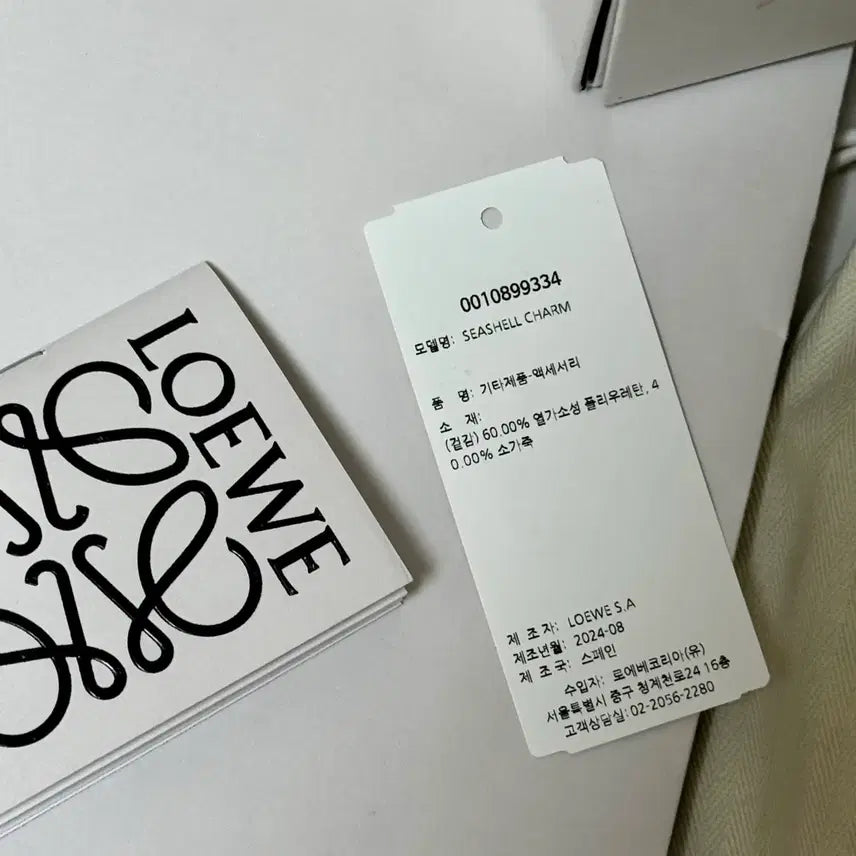 LOEWE
0010899334
모델명: SEASHELL CHARM
품 명: 기타제품-액세서리
소 재:
(겉감) 60.00% 열가소성 폴리우레탄, 4
0.00% 소가죽
제 조 자: LOEWE S.A
제조년월: 2024-08
제 조 국: 스페인
수입자: 로에베코리아(유)
서울특별시 중구 청계천로24 16층
고객상담실: 02-2056-2280